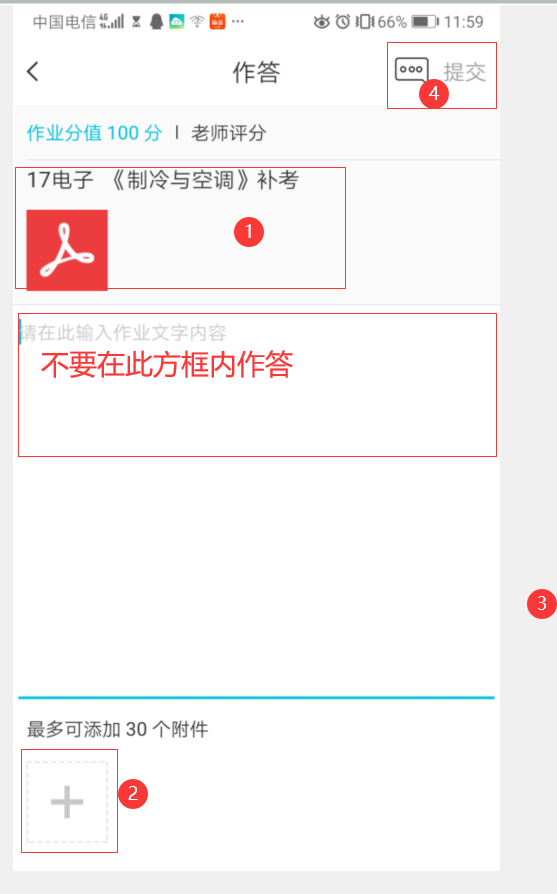 中国电信 4G 66% 11:59
作答 提交
4
作业分值 100 分 | 老师评分
17电子 《制冷与空调》补考
1
请在此输入作业文字内容
不要在此方框内作答
3
最多可添加 30 个附件
2